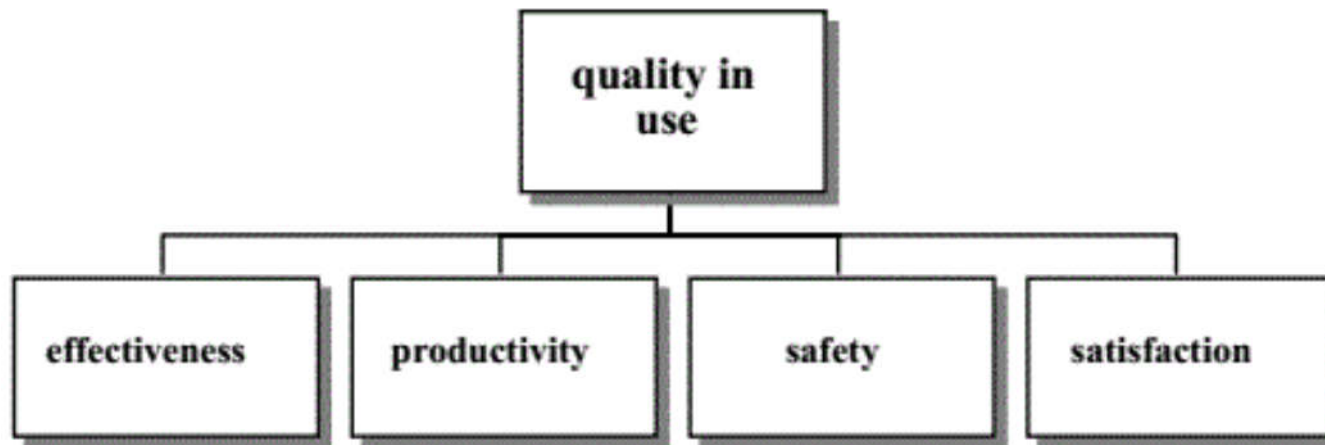 quality in
use
effectiveness
productivity
safety
satisfaction